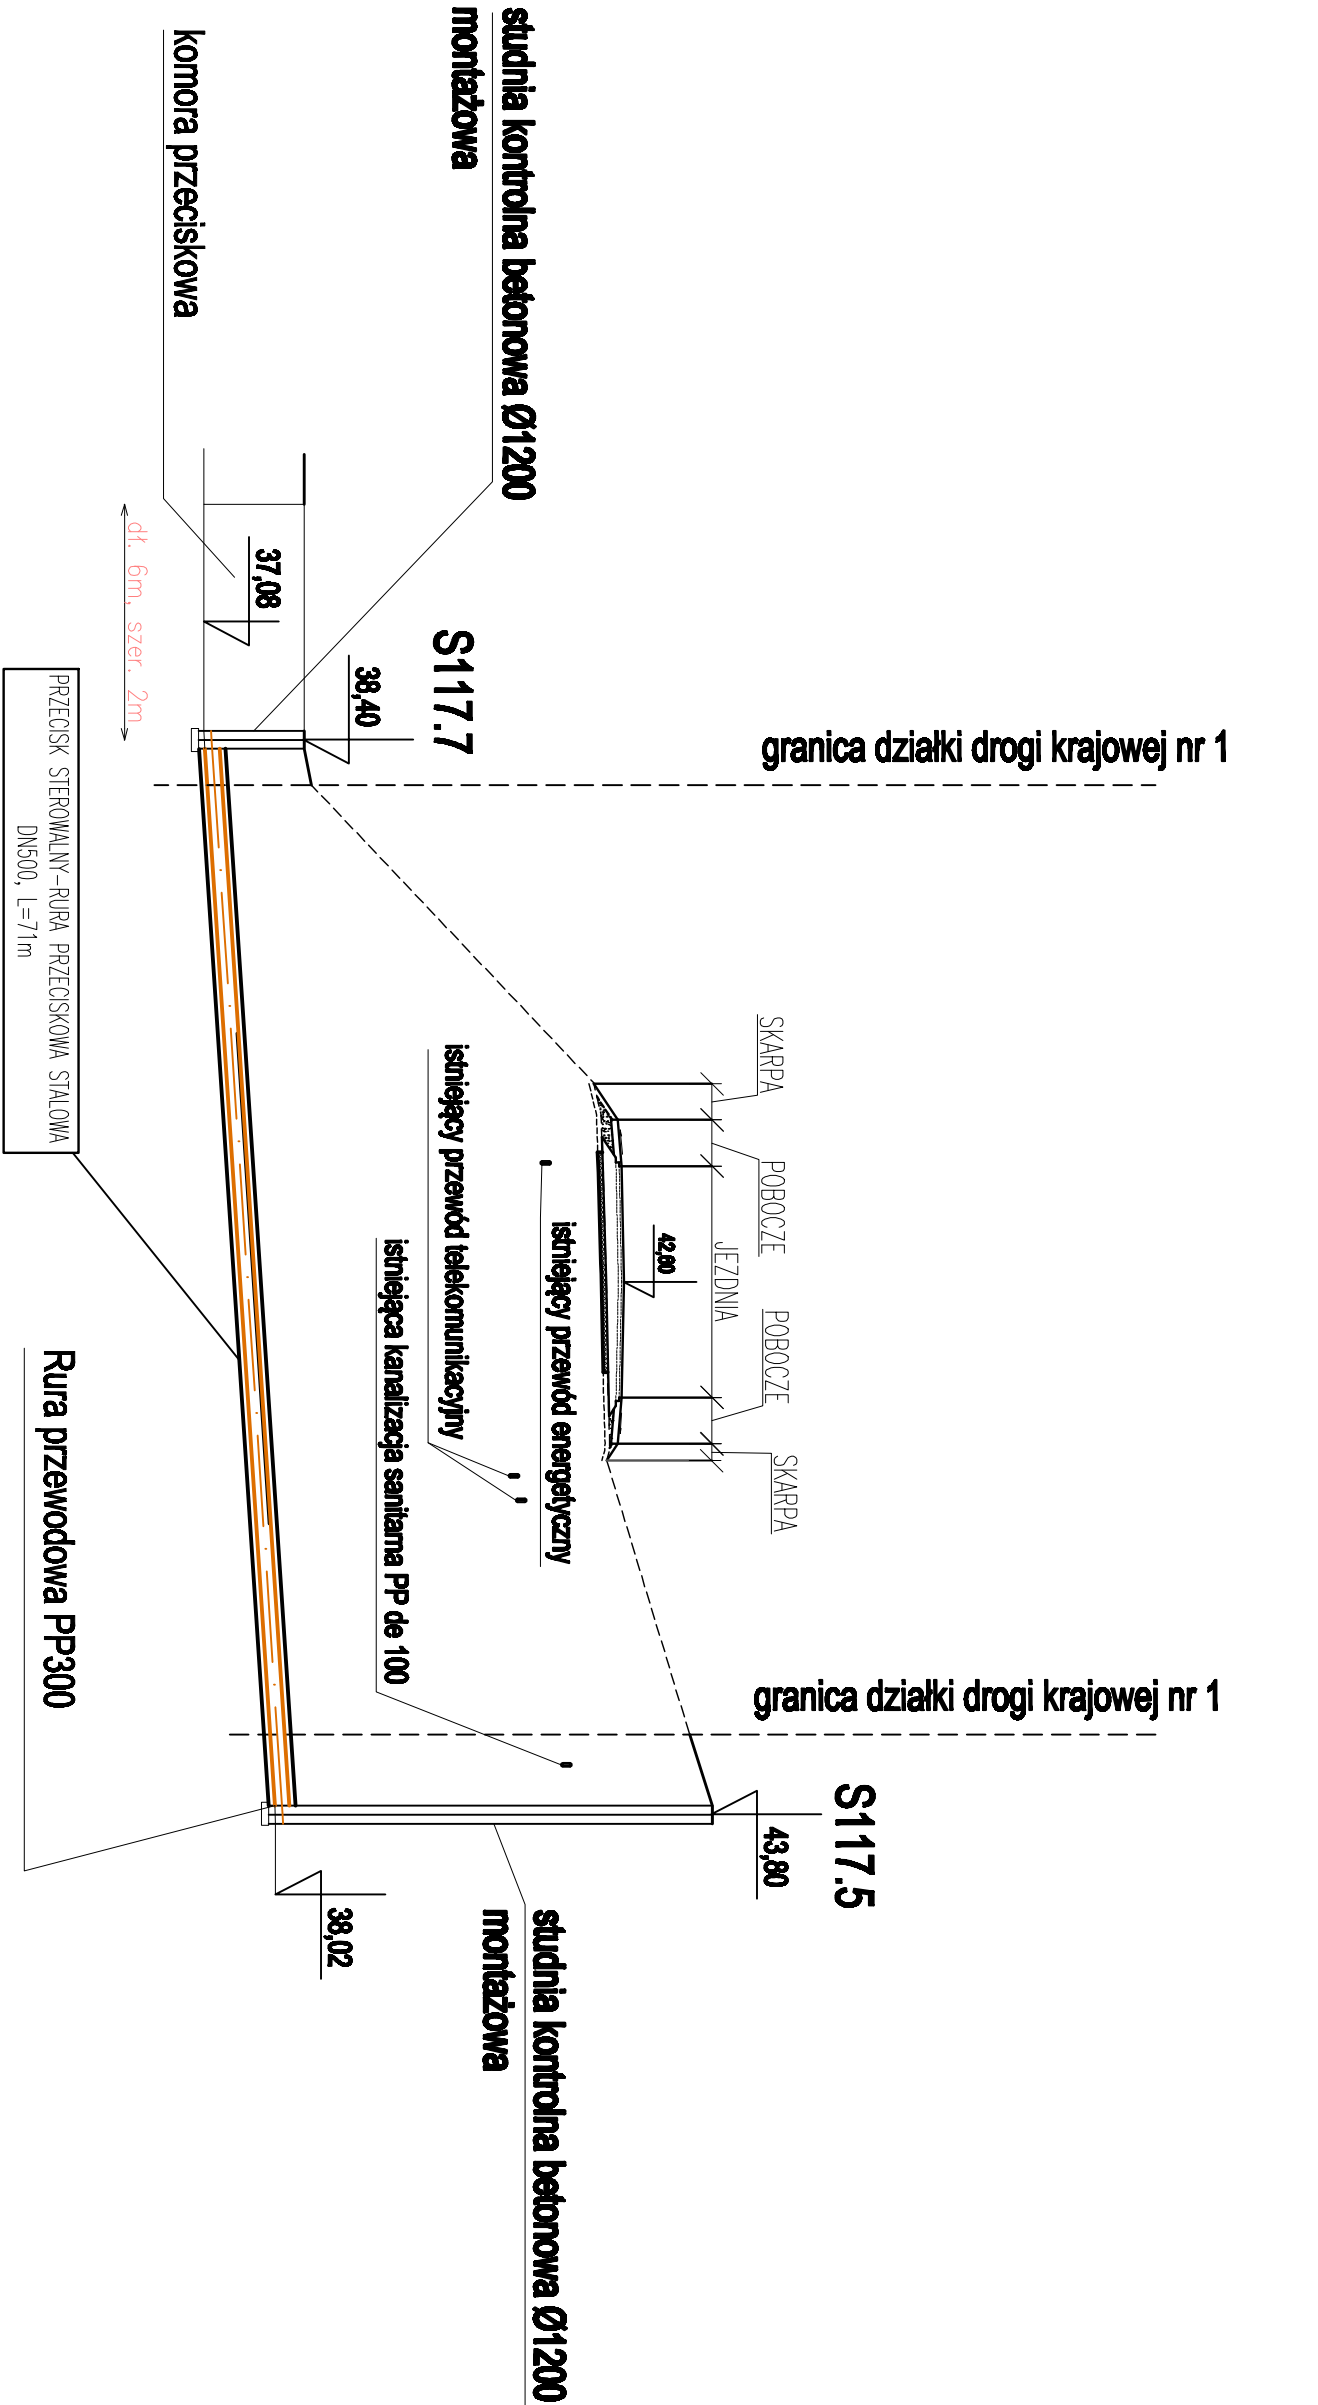 granica działki drogi krajowej nr 1
granica działki drogi krajowej nr 1
S117.5
43,80
SKARPA
POBOCZE
JEZDNIA
POBOCZE
SKARPA
42,60
studnia kontrolna betonowa Ø1200
montażowa
S117.7
38,40
istniejący przewód energetyczny
istniejący przewód telekomunikacyjny
istniejąca kanalizacja sanitarna PP de 100
studnia kontrolna betonowa Ø1200
montażowa
38,02
37,08
komora przeciskowa
dł. 6m, szer. 2m
PRZECISK STEROWALNY-RURA PRZECISKOWA STALOWA
DN500, L=71m
Rura przewodowa PP300